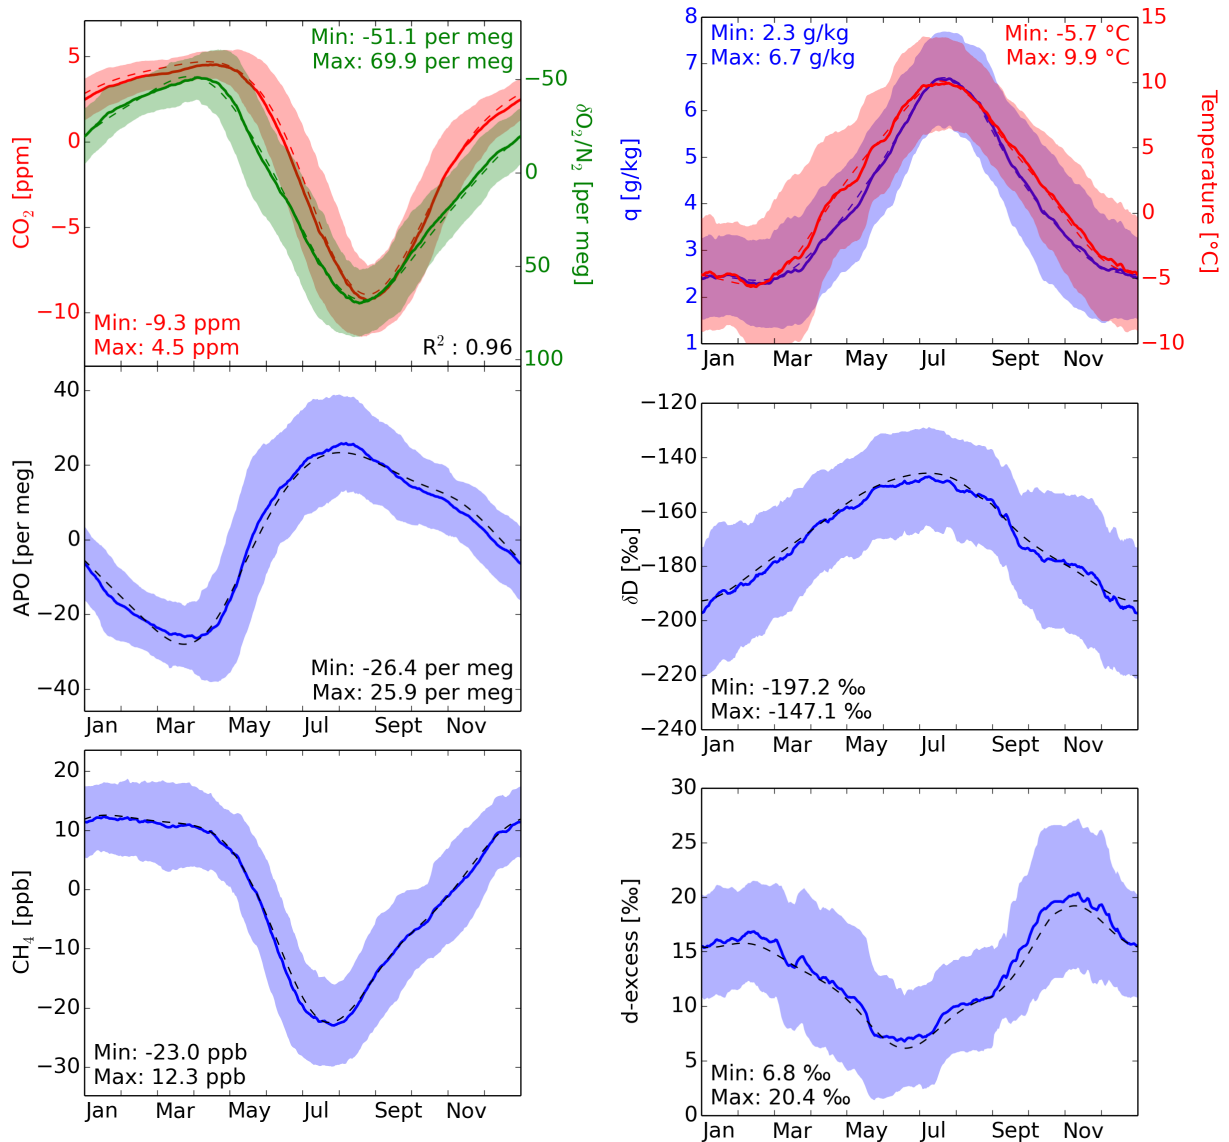 Min: -51.1 per meg
Max: 69.9 per meg
5
0
−5
−10
CO2 [ppm]
−50
0
50
100
δO2/N2 [per meg]
Min: -9.3 ppm
Max: 4.5 ppm
R2 : 0.96
40
20
0
−20
−40
APO [per meg]
Min: -26.4 per meg
Max: 25.9 per meg
Jan Mar May Jul Sept Nov
20
10
0
−10
−20
−30
CH4 [ppb]
Min: -23.0 ppb
Max: 12.3 ppb
Jan Mar May Jul Sept Nov
8
7
6
5
4
3
2
1
q [g/kg]
Min: 2.3 g/kg
Max: 6.7 g/kg
Min: -5.7 °C
Max: 9.9 °C
15
10
5
0
−5
−10
Temperature [°C]
Jan Mar May Jul Sept Nov
−120
−140
−160
−180
−200
−220
−240
δD [‰]
Min: -197.2 ‰
Max: -147.1 ‰
Jan Mar May Jul Sept Nov
30
25
20
15
10
5
0
d-excess [‰]
Min: 6.8 ‰
Max: 20.4 ‰
Jan Mar May Jul Sept Nov